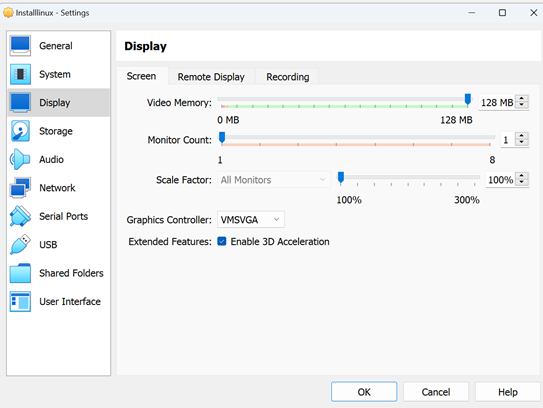 Installinux - Settings
General
System
Display
Storage
Audio
Network
Serial Ports
USB
Shared Folders
User Interface
Display
Screen Remote Display Recording
Video Memory: 128 MB
0 MB 128 MB
Monitor Count: 1
1 8
Scale Factor: All Monitors 100%
100% 300%
Graphics Controller: VMSVGA
Extended Features: Enable 3D Acceleration
OK Cancel Help